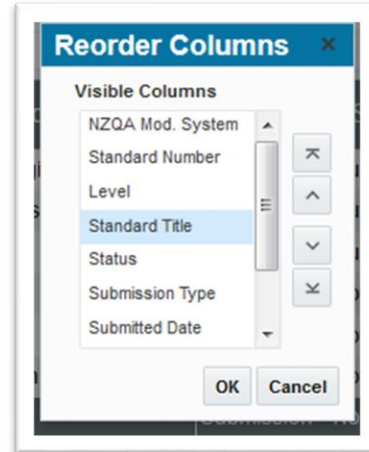 Reorder Columns
Visible Columns
NZQA Mod. System
Standard Number
Level
Standard Title
Status
Submission Type
Submitted Date
OK Cancel